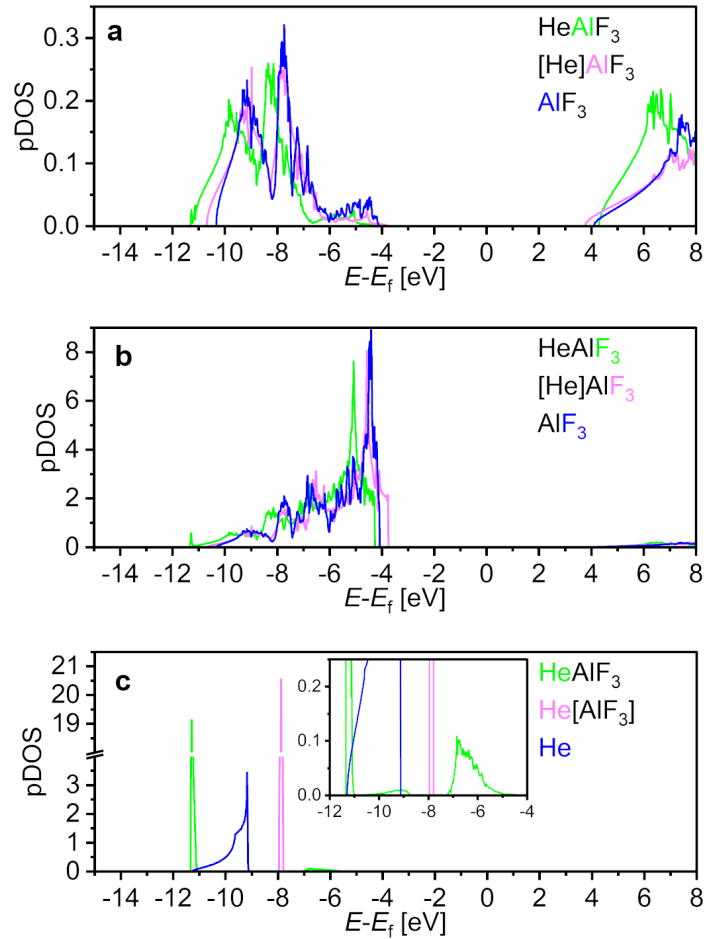 a
HeAlF₃
[He]AlF₃
AlF₃
pDOS
0.3
0.2
0.1
0.0
-14 -12 -10 -8 -6 -4 -2 0 2 4 6 8
E-E_f [eV]
b
HeAlF₃
[He]AlF₃
AlF₃
pDOS
8
6
4
2
0
-14 -12 -10 -8 -6 -4 -2 0 2 4 6 8
E-E_f [eV]
c
HeAlF₃
He[AlF₃]
He
pDOS
21
20
19
3
2
1
0
0.2
0.1
0.0
-12 -10 -8 -6 -4
-14 -12 -10 -8 -6 -4 -2 0 2 4 6 8
E-E_f [eV]